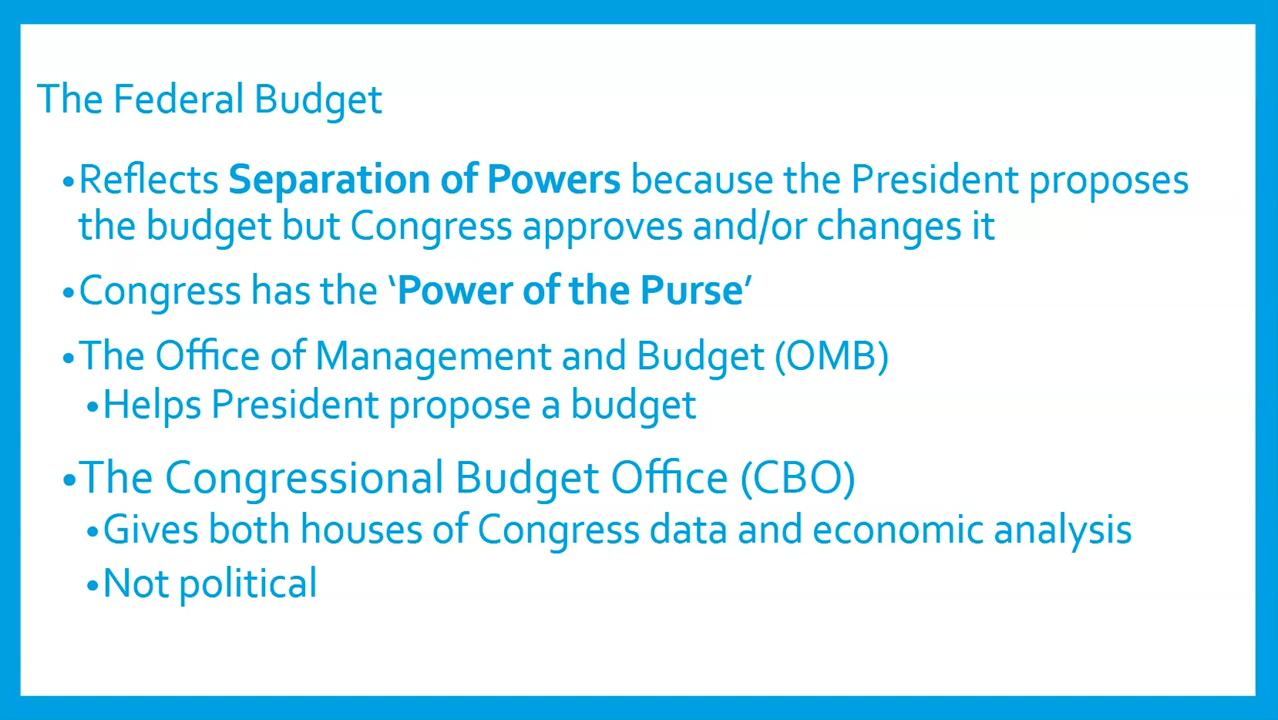 The Federal Budget
•Reflects Separation of Powers because the President proposes
the budget but Congress approves and/or changes it
•Congress has the ‘Power of the Purse’
•The Office of Management and Budget (OMB)
•Helps President propose a budget
•The Congressional Budget Office (CBO)
•Gives both houses of Congress data and economic analysis
•Not political